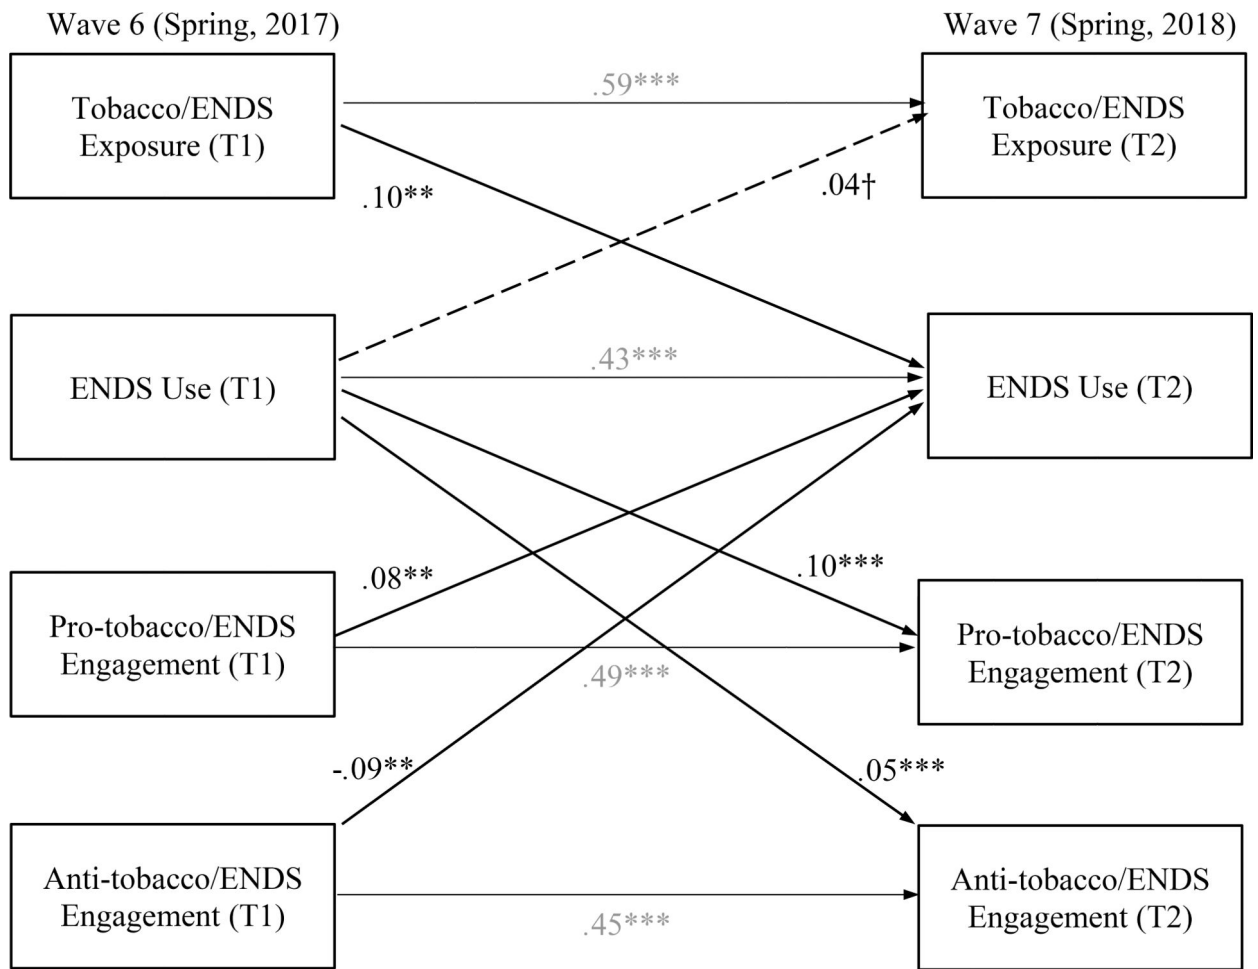 Wave 6 (Spring, 2017)
Wave 7 (Spring, 2018)
Tobacco/ENDS
Exposure (T1)
.59***
Tobacco/ENDS
Exposure (T2)
.10**
.04†
ENDS Use (T1)
.43***
ENDS Use (T2)
Pro-tobacco/ENDS
Engagement (T1)
.08**
.10***
.49***
Pro-tobacco/ENDS
Engagement (T2)
-.09**
.05***
Anti-tobacco/ENDS
Engagement (T1)
.45***
Anti-tobacco/ENDS
Engagement (T2)